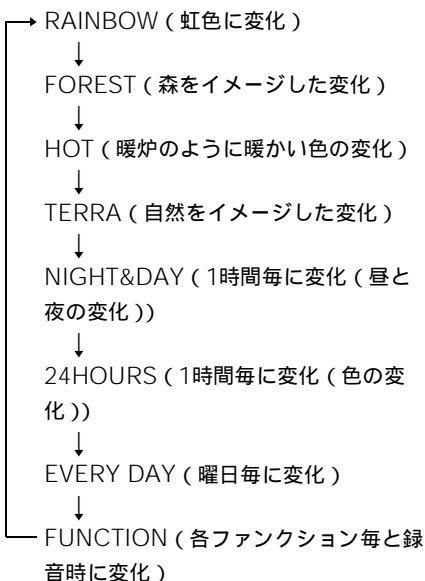 RAINBOW（虹色に変化）
FOREST（森をイメージした変化）
HOT（暖炉のように暖かい色の変化）
TERRA（自然をイメージした変化）
NIGHT&DAY（1時間毎に変化（昼と
夜の変化））
24HOURS（1時間毎に変化（色の変
化））
EVERY DAY（曜日毎に変化）
FUNCTION（各ファンクション毎と録
音時に変化）